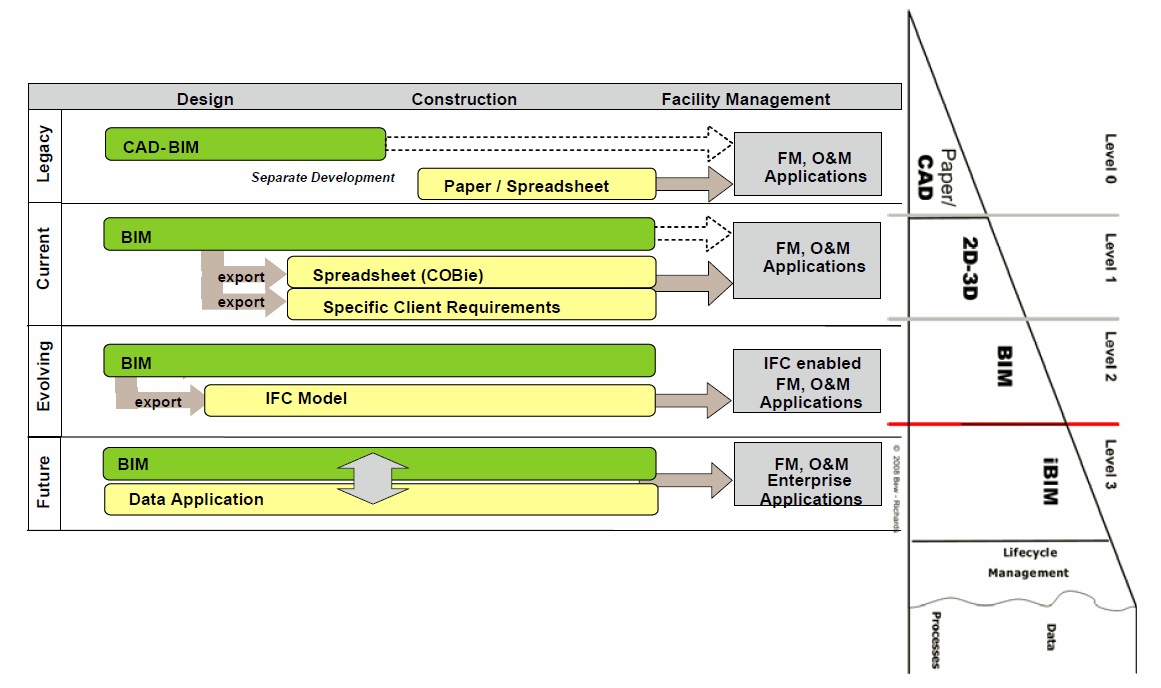 Design Construction Facility Management
Legacy
CAD-BIM
Separate Development
Paper / Spreadsheet
FM, O&M
Applications
Current
BIM
export
Spreadsheet (COBie)
export
Specific Client Requirements
FM, O&M
Applications
Evolving
BIM
export
IFC Model
IFC enabled
FM, O&M
Applications
Future
BIM
Data Application
FM, O&M
Enterprise
Applications
Paper/
CAD
Level 0
2D-3D
Level 1
BIM
Level 2
iBIM
Level 3
© 2008 Bew - Richards
Lifecycle
Management
Processes
Data